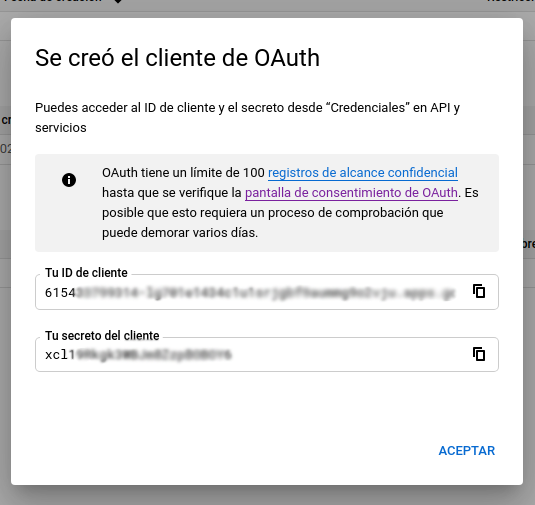 Se creó el cliente de OAuth
Puedes acceder al ID de cliente y el secreto desde “Credenciales” en API y
servicios
OAuth tiene un límite de 100 registros de alcance confidencial
hasta que se verifique la pantalla de consentimiento de OAuth. Es
posible que esto requiera un proceso de comprobación que
puede demorar varios días.
Tu ID de cliente
6154
Tu secreto del cliente
xcl1
ACEPTAR